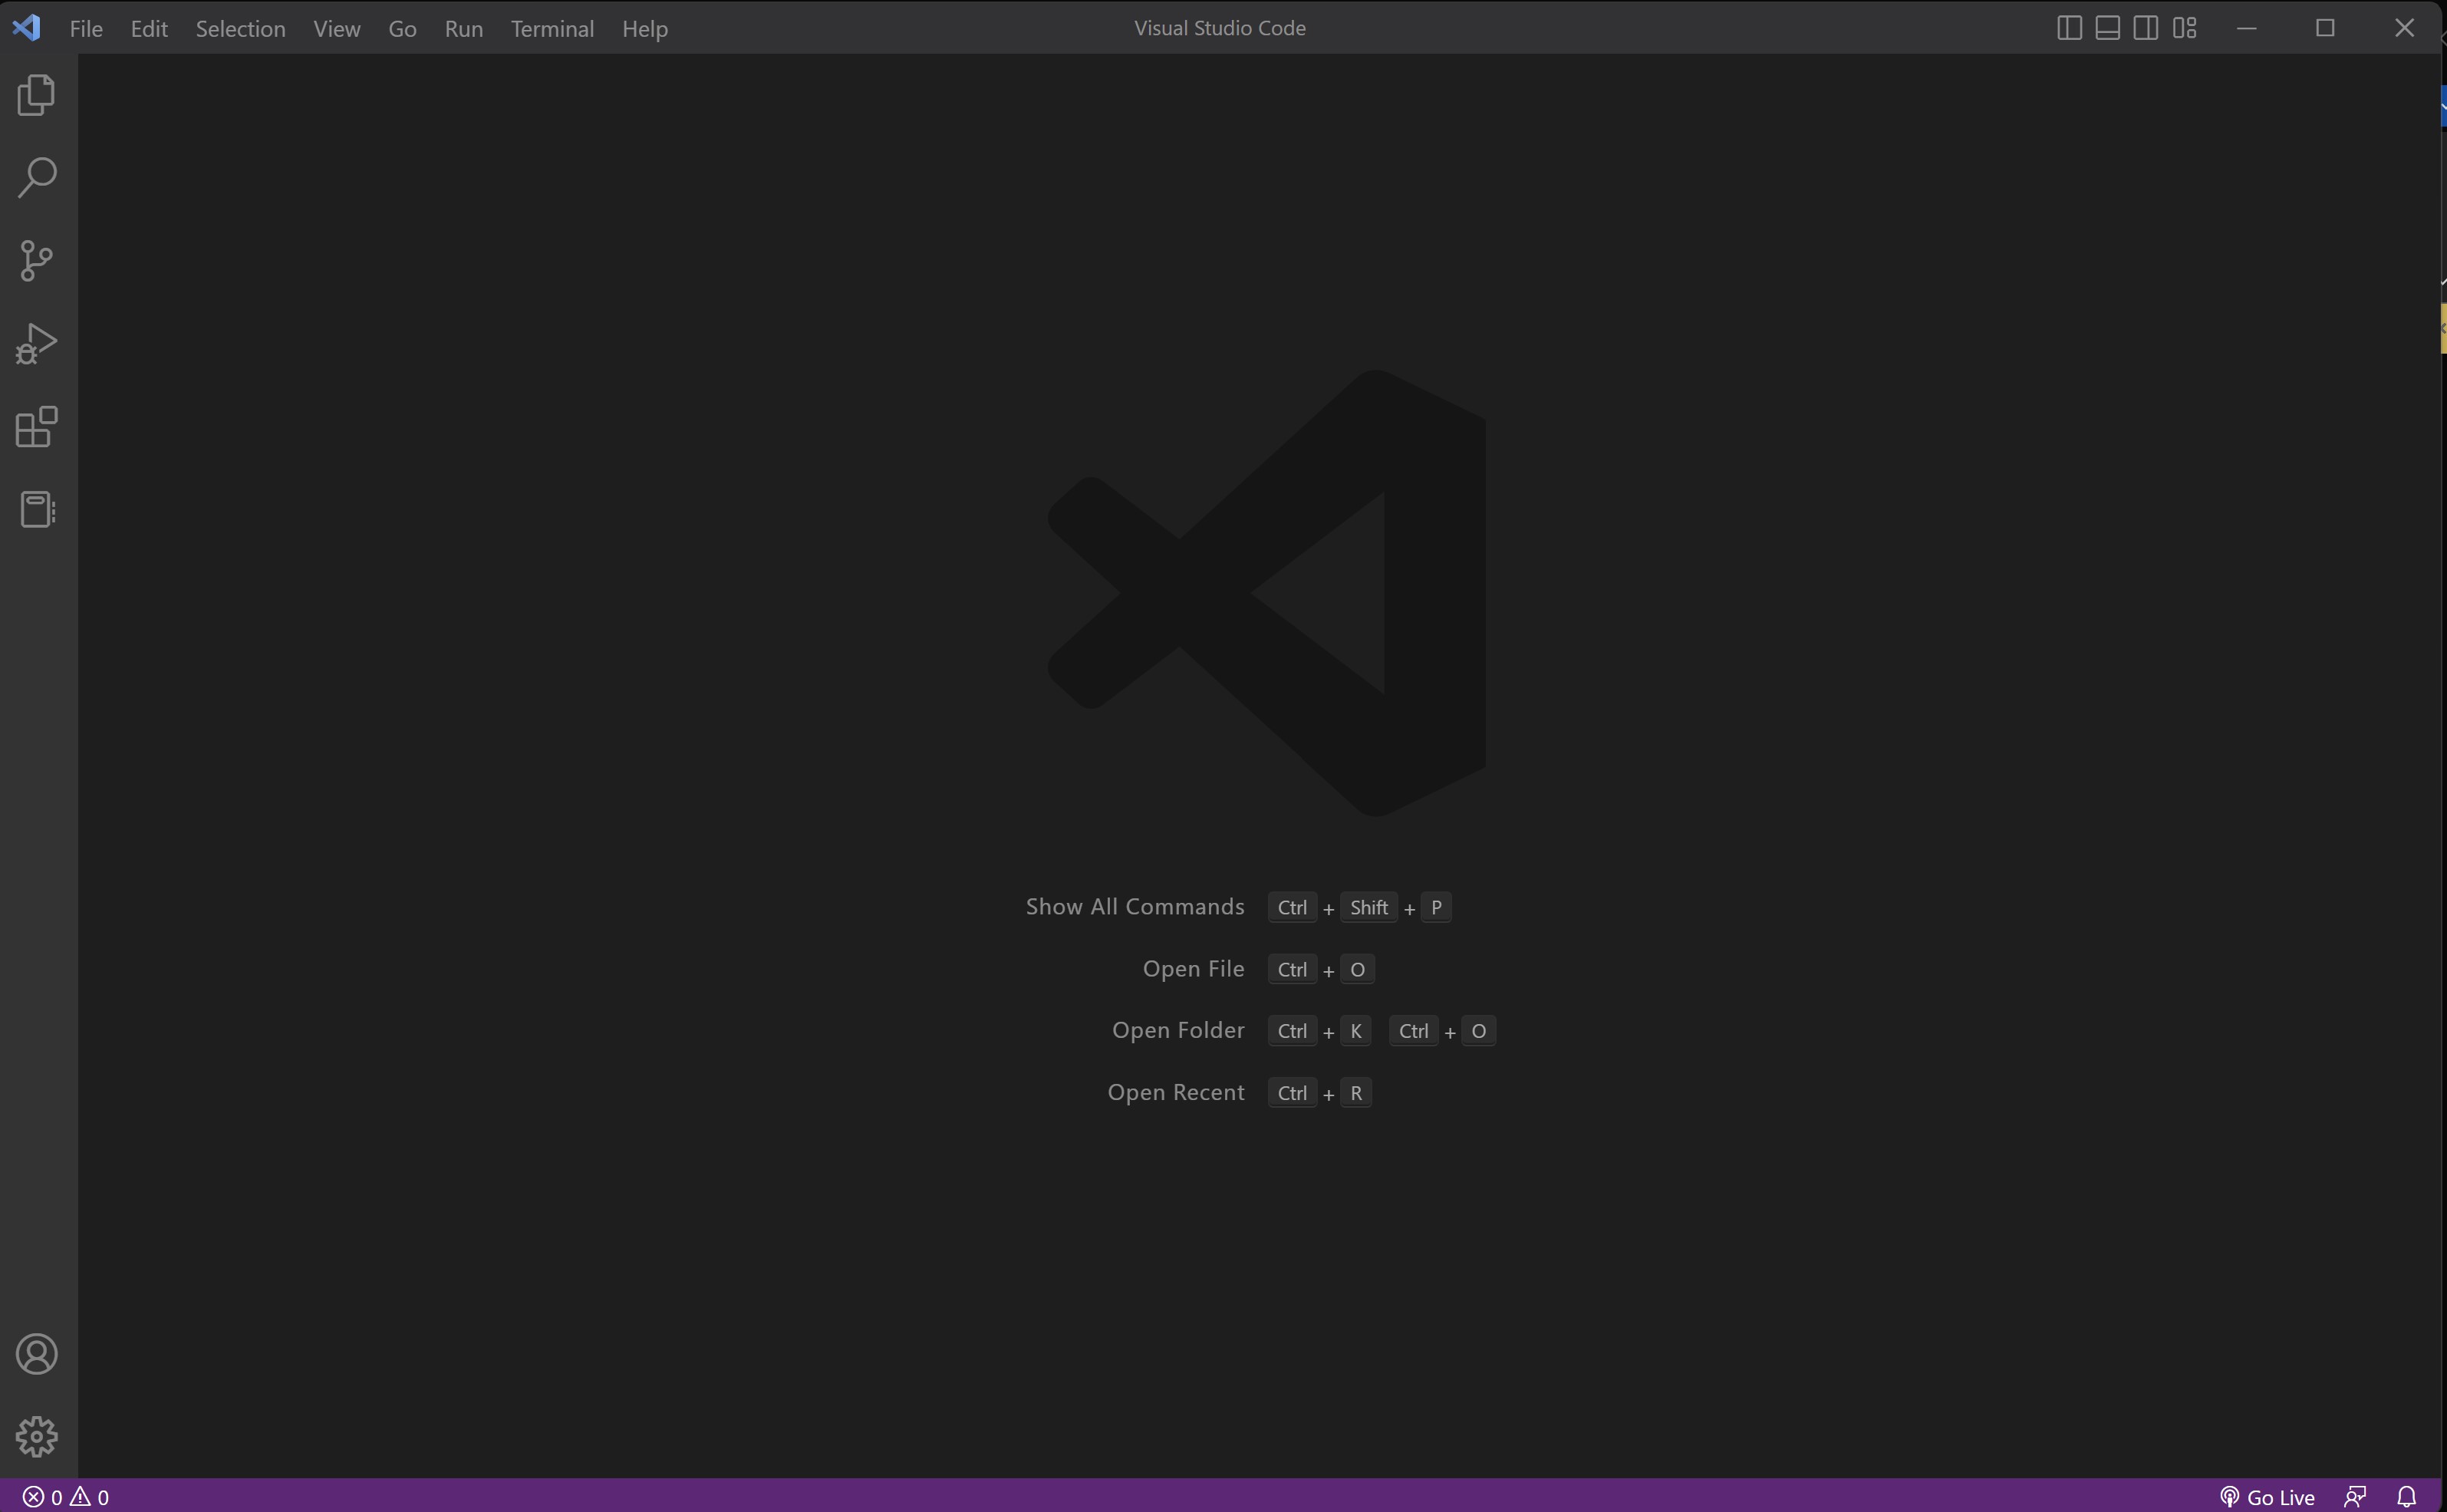 File Edit Selection View Go Run Terminal Help Visual Studio Code
Show All Commands Ctrl + Shift + P
Open File Ctrl + O
Open Folder Ctrl + K Ctrl + O
Open Recent Ctrl + R
0 0 Go Live